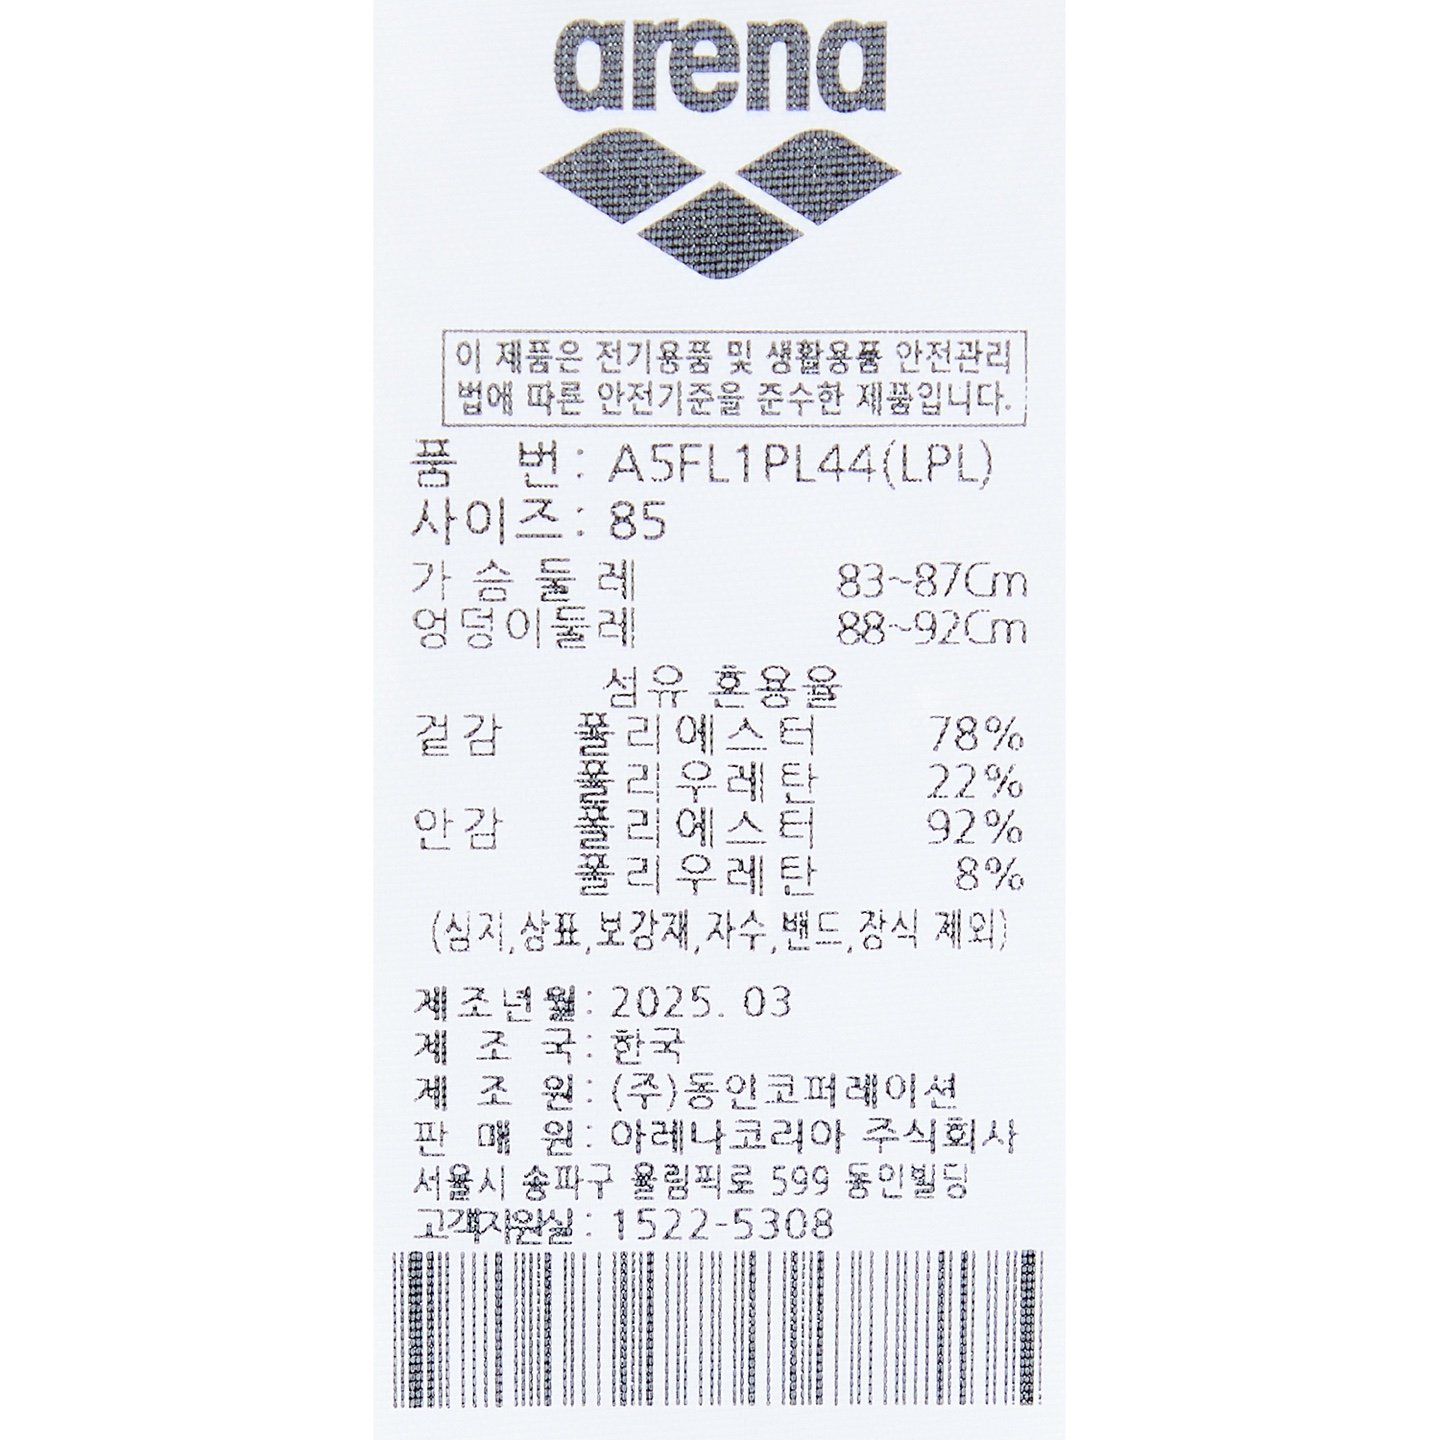 arena
이 제품은 전기용품 및 생활용품 안전관리
법에 따른 안전기준을 준수한 제품입니다.
품 번: A5FL1PL44(LPL)
사이즈: 85
가슴둘레 83~87Cm
엉덩이둘레 88~92Cm
섬유 혼용율
겉감 폴리에스터 78%
폴리우레탄 22%
안감 폴리에스터 92%
폴리우레탄 8%
(심지,상표,보강재,자수,밴드,장식 제외)
제조년월: 2025. 03
제 조 국: 한국
제 조 원: (주)동인코퍼레이션
판 매 원: 아레나코리아 주식회사
서울시 송파구 올림픽로 599 동인빌딩
고객지원실: 1522-5308